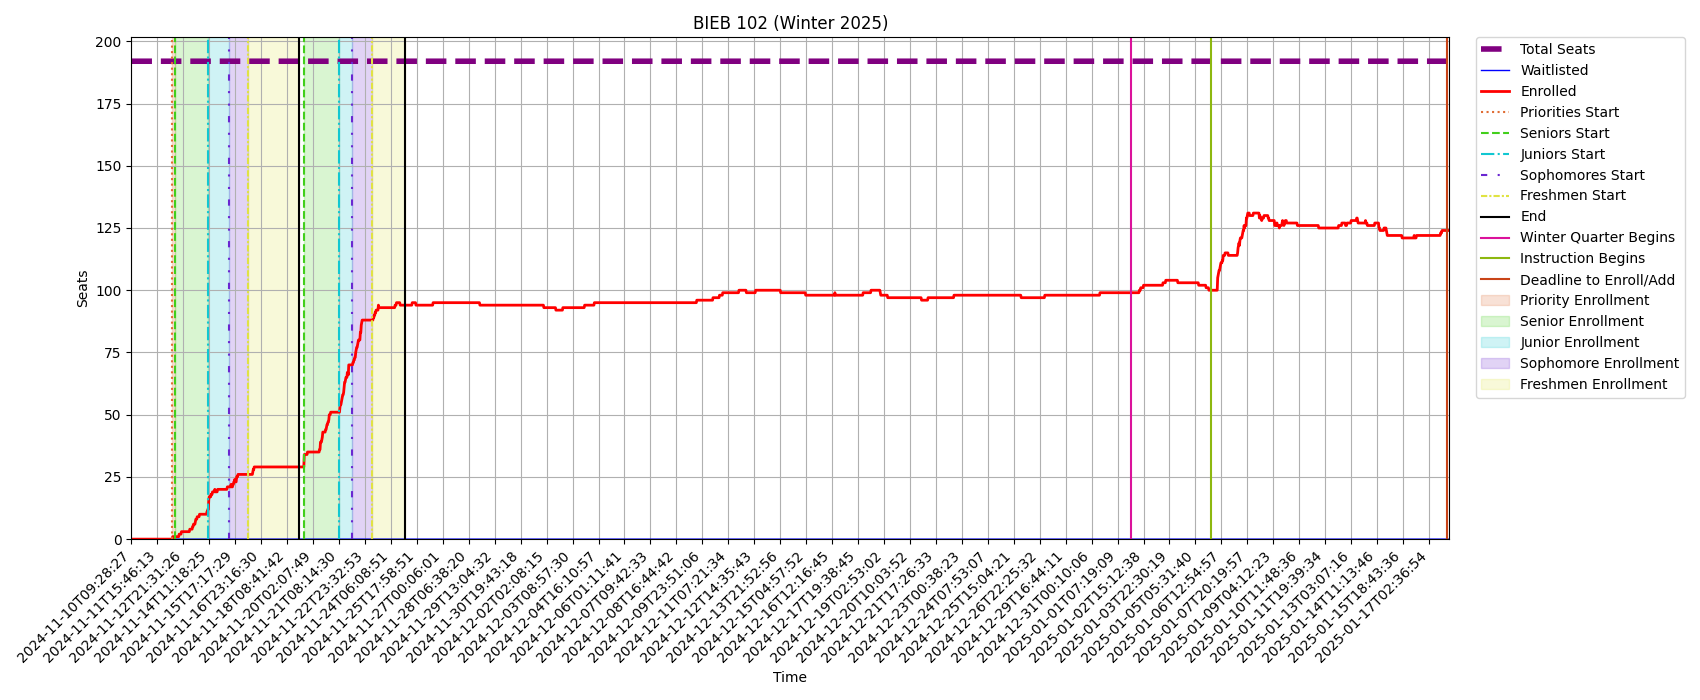 BIEB 102 (Winter 2025)
Seats
200
175
150
125
100
75
50
25
0
2024-11-10T09:28:27
2024-11-11T15:46:13
2024-11-12T21:31:26
2024-11-14T11:18:25
2024-11-15T17:17:29
2024-11-16T23:16:30
2024-11-18T08:41:42
2024-11-20T02:07:49
2024-11-21T08:14:30
2024-11-22T23:32:53
2024-11-24T06:08:51
2024-11-25T17:58:51
2024-11-27T00:06:01
2024-11-28T06:38:20
2024-11-29T13:04:32
2024-11-30T19:43:18
2024-12-02T02:08:15
2024-12-03T08:57:30
2024-12-04T16:10:57
2024-12-06T01:11:41
2024-12-07T09:42:33
2024-12-08T16:44:42
2024-12-09T23:51:06
2024-12-11T07:21:34
2024-12-12T14:35:43
2024-12-13T21:52:56
2024-12-15T04:57:52
2024-12-16T12:16:45
2024-12-17T19:38:45
2024-12-19T02:53:02
2024-12-20T10:03:52
2024-12-21T17:26:33
2024-12-23T00:38:23
2024-12-24T07:53:07
2024-12-25T15:04:21
2024-12-26T22:25:32
2024-12-29T16:44:11
2024-12-31T00:10:06
2025-01-01T07:19:09
2025-01-02T15:12:38
2025-01-03T22:30:19
2025-01-05T05:31:40
2025-01-06T12:54:57
2025-01-07T20:19:57
2025-01-09T04:12:23
2025-01-10T11:48:36
2025-01-11T19:39:34
2025-01-13T03:07:16
2025-01-14T11:13:46
2025-01-15T18:43:36
2025-01-17T02:36:54
Time
Total Seats
Waitlisted
Enrolled
Priorities Start
Seniors Start
Juniors Start
Sophomores Start
Freshmen Start
End
Winter Quarter Begins
Instruction Begins
Deadline to Enroll/Add
Priority Enrollment
Senior Enrollment
Junior Enrollment
Sophomore Enrollment
Freshmen Enrollment